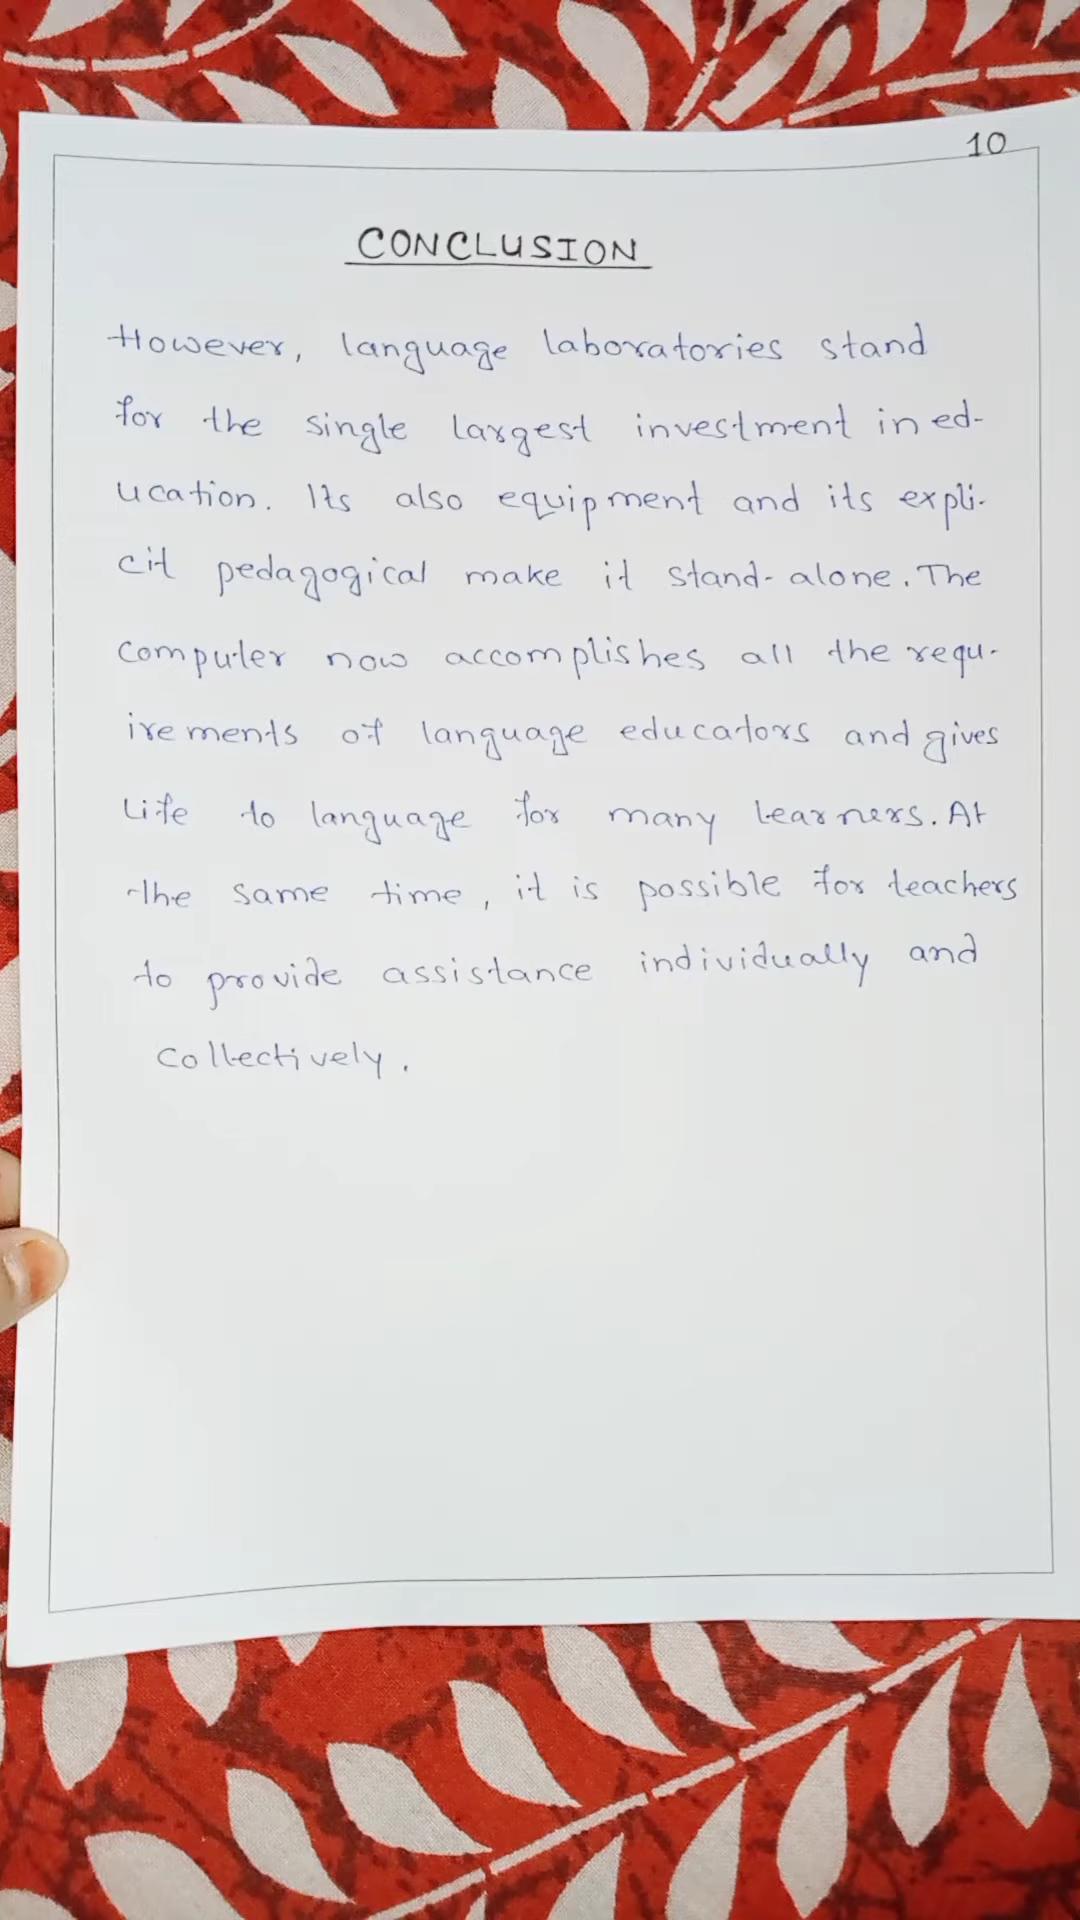 10
CONCLUSION
However, language laboratories stand
for the single largest investment in ed-
ucation. Its also equipment and its expli-
cit pedagogical make it stand-alone. The
computer now accomplishes all the requ-
irements of language educators and gives
life to language for many learners. At
the same time, it is possible for teachers
to provide assistance individually and
collectively.